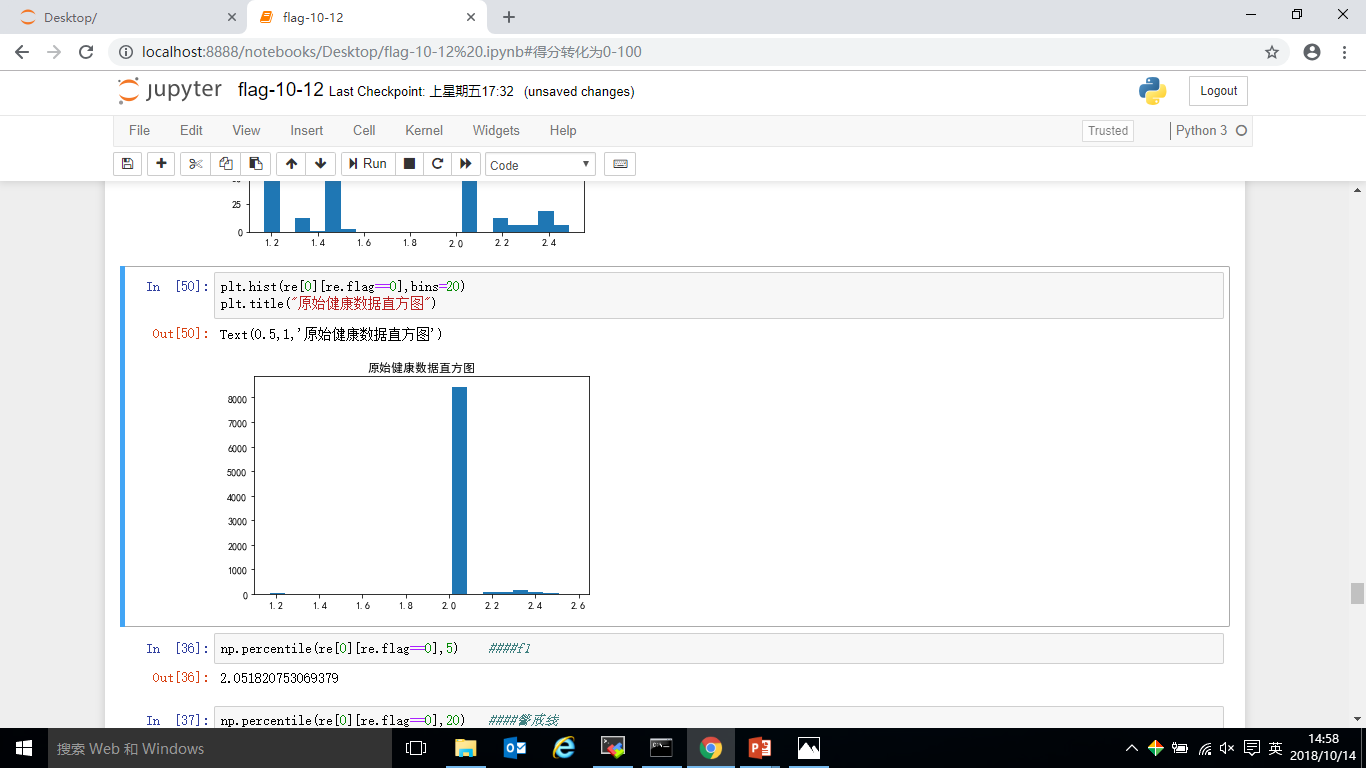 Desktop/
flag-10-12
localhost:8888/notebooks/Desktop/flag-10-12%20.ipynb#得分转化为0-100
jupyter flag-10-12 Last Checkpoint: 上星期五17:32 (unsaved changes)
Logout
File Edit View Insert Cell Kernel Widgets Help
Trusted
Python 3
Run
Code
25
0
1.2 1.4 1.6 1.8 2.0 2.2 2.4
In [50]: plt.hist(re[0][re.flag==0],bins=20)
plt.title("原始健康数据直方图")
Out[50]: Text(0.5,1,'原始健康数据直方图')
原始健康数据直方图
8000
7000
6000
5000
4000
3000
2000
1000
0
1.2 1.4 1.6 1.8 2.0 2.2 2.4 2.6
In [36]: np.percentile(re[0][re.flag==0],5) ####fl
Out[36]: 2.051820753069379
In [37]: np.percentile(re[0][re.flag==0],20) ####警戒线
搜索 Web 和 Windows
英
14:58
2018/10/14